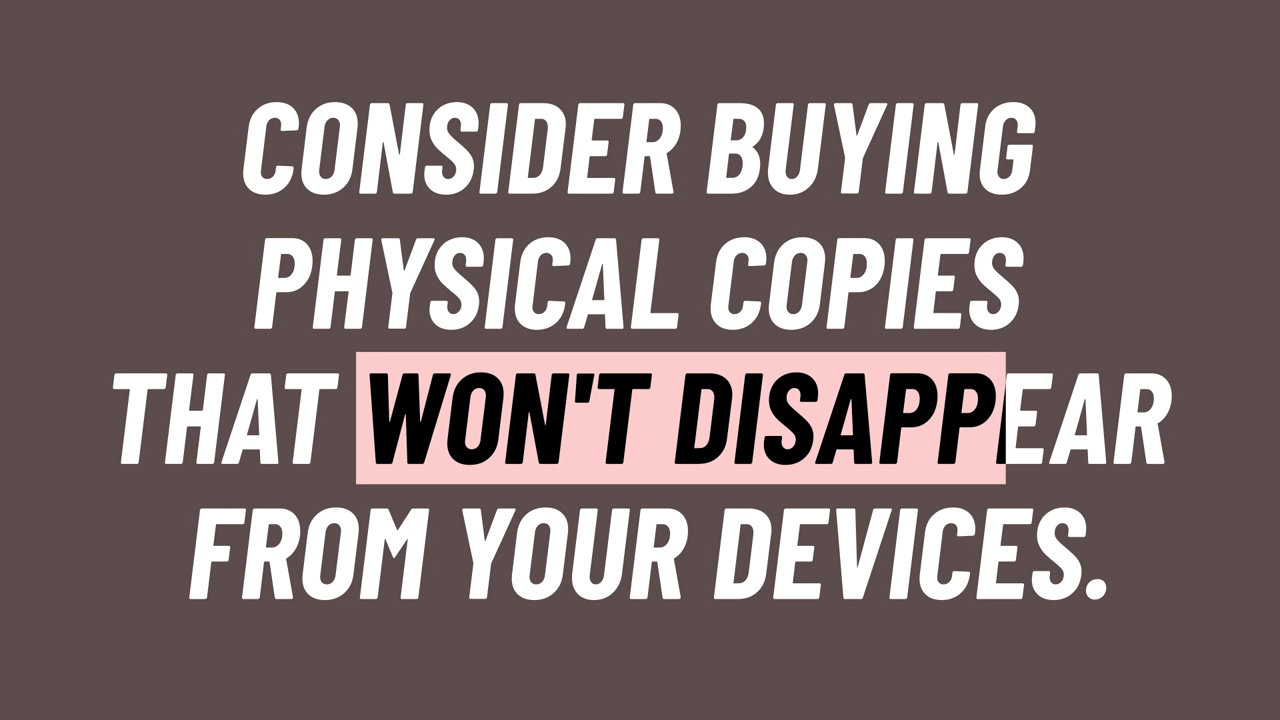 CONSIDER BUYING
PHYSICAL COPIES
THAT WON'T DISAPPEAR
FROM YOUR DEVICES.